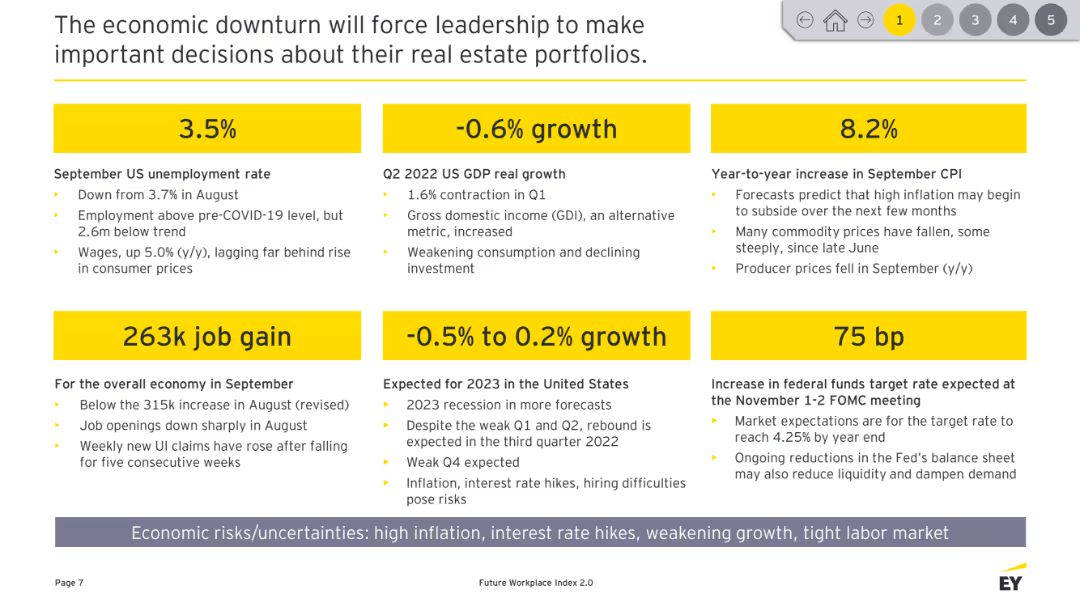 The economic downturn will force leadership to make
important decisions about their real estate portfolios.
1
2
3
4
5
3.5%
September US unemployment rate
Down from 3.7% in August
Employment above pre-COVID-19 level, but
2.6m below trend
Wages, up 5.0% (y/y), lagging far behind rise
in consumer prices
-0.6% growth
Q2 2022 US GDP real growth
1.6% contraction in Q1
Gross domestic income (GDI), an alternative
metric, increased
Weakening consumption and declining
investment
8.2%
Year-to-year increase in September CPI
Forecasts predict that high inflation may begin
to subside over the next few months
Many commodity prices have fallen, some
steeply, since late June
Producer prices fell in September (y/y)
263k job gain
For the overall economy in September
Below the 315k increase in August (revised)
Job openings down sharply in August
Weekly new UI claims have rose after falling
for five consecutive weeks
-0.5% to 0.2% growth
Expected for 2023 in the United States
2023 recession in more forecasts
Despite the weak Q1 and Q2, rebound is
expected in the third quarter 2022
Weak Q4 expected
Inflation, interest rate hikes, hiring difficulties
pose risks
75 bp
Increase in federal funds target rate expected at
the November 1-2 FOMC meeting
Market expectations are for the target rate to
reach 4.25% by year end
Ongoing reductions in the Fed's balance sheet
may also reduce liquidity and dampen demand
Economic risks/uncertainties: high inflation, interest rate hikes, weakening growth, tight labor market
Page 7
Future Workplace Index 2.0
EY